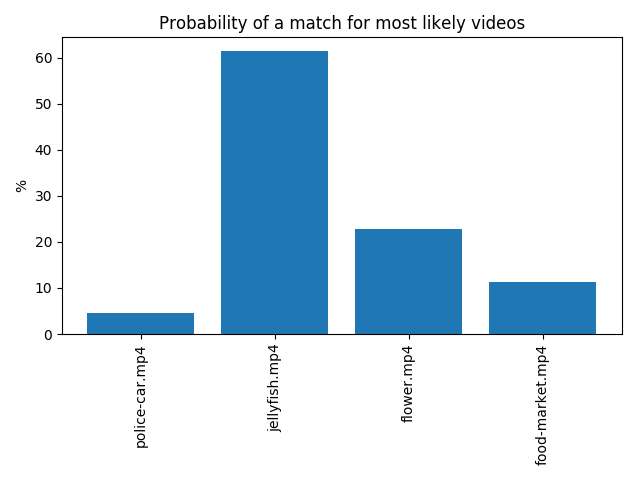 Probability of a match for most likely videos
%
60
50
40
30
20
10
0
police-car.mp4
jellyfish.mp4
flower.mp4
food-market.mp4